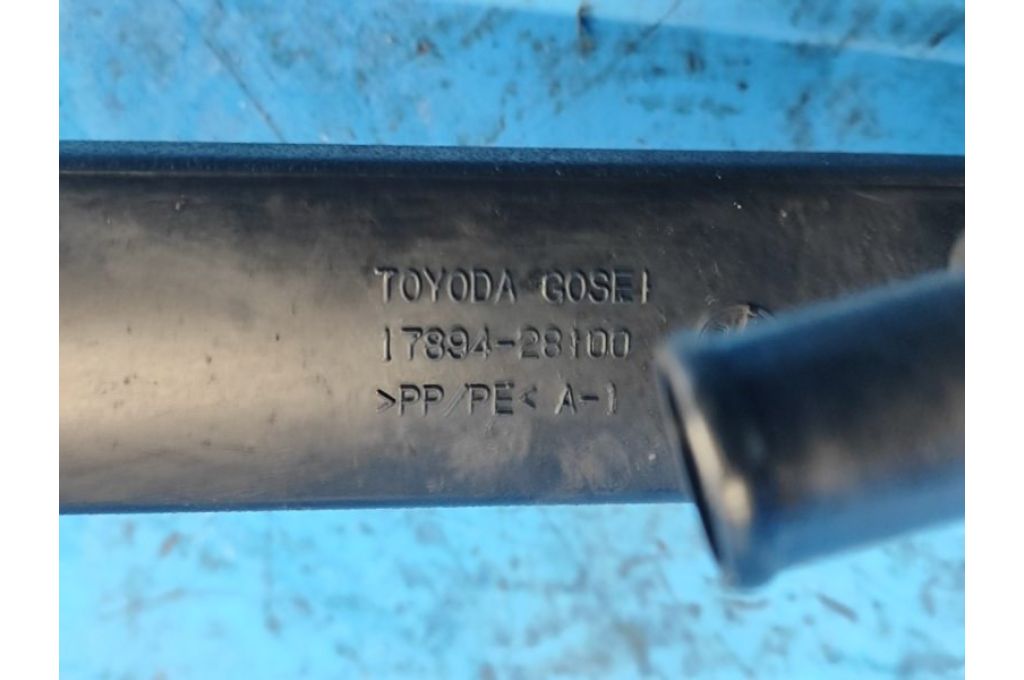 TOYODA GOSEI
17894-28100
>PP/PE< A-1